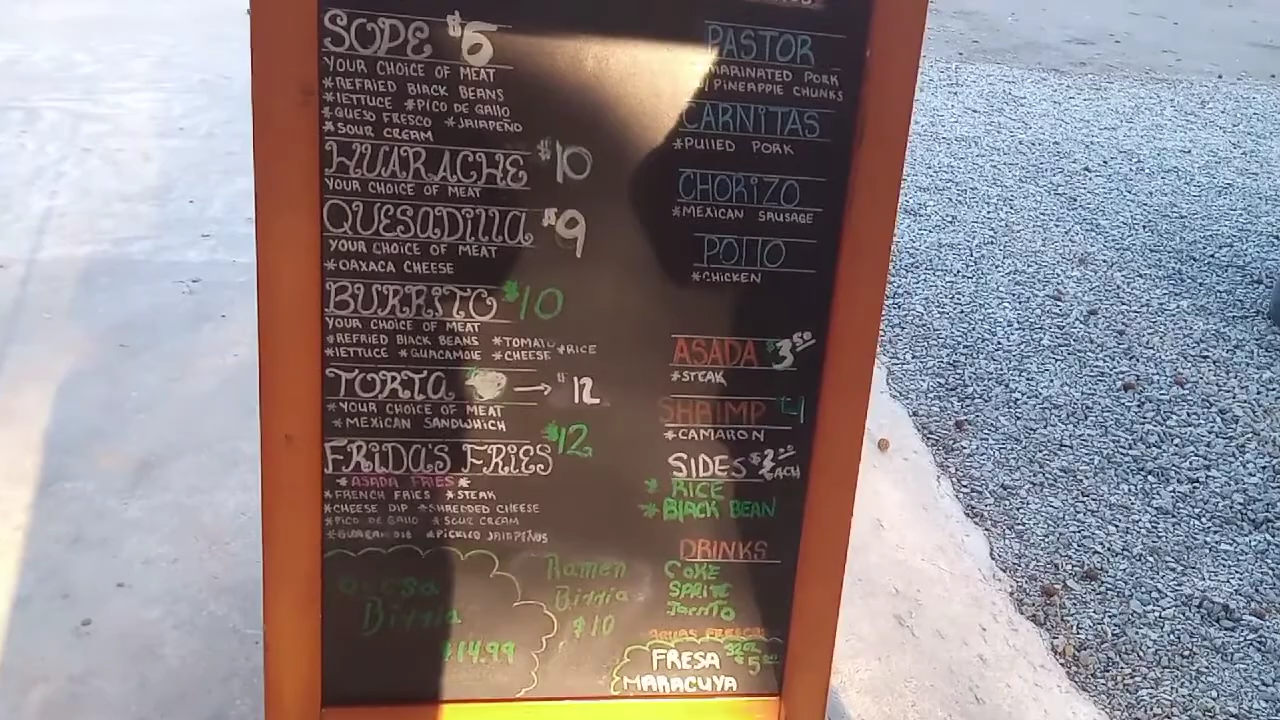 SOPE $6
YOUR CHOICE OF MEAT
*REFRIED BLACK BEANS
*LETTUCE *PICO DE GALLO
*QUESO FRESCO *JALAPEÑO
*SOUR CREAM
HUARACHE $10
YOUR CHOICE OF MEAT
QUESADILLA $9
YOUR CHOICE OF MEAT
*OAXACA CHEESE
BURRITO $10
YOUR CHOICE OF MEAT
*REFRIED BLACK BEANS *TOMATO *RICE
*LETTUCE *GUACAMOLE *CHEESE
TORTA → $12
*YOUR CHOICE OF MEAT
*MEXICAN SANDWHICH
FRIDA'S FRIES $12
*ASADA FRIES*
*FRENCH FRIES *STEAK
*CHEESE DIP *SHREDDED CHEESE
*PICO DE GALLO *SOUR CREAM
*GUACAMOLE *PICKLED JALAPEÑOS
Birria
$14.99
Ramen
Birria
$10
PASTOR
MARINATED PORK
W/PINEAPPLE CHUNKS
CARNITAS
*PULLED PORK
CHORIZO
*MEXICAN SAUSAGE
POLLO
*CHICKEN
ASADA $3.50
*STEAK
SHRIMP $4
*CAMARON
SIDES $2.50 EACH
* RICE
* BLACK BEAN
DRINKS
COKE
SPRITE
JARRITO
AGUAS FRESCAS
FRESA 32oz $5.00
MARACUYA